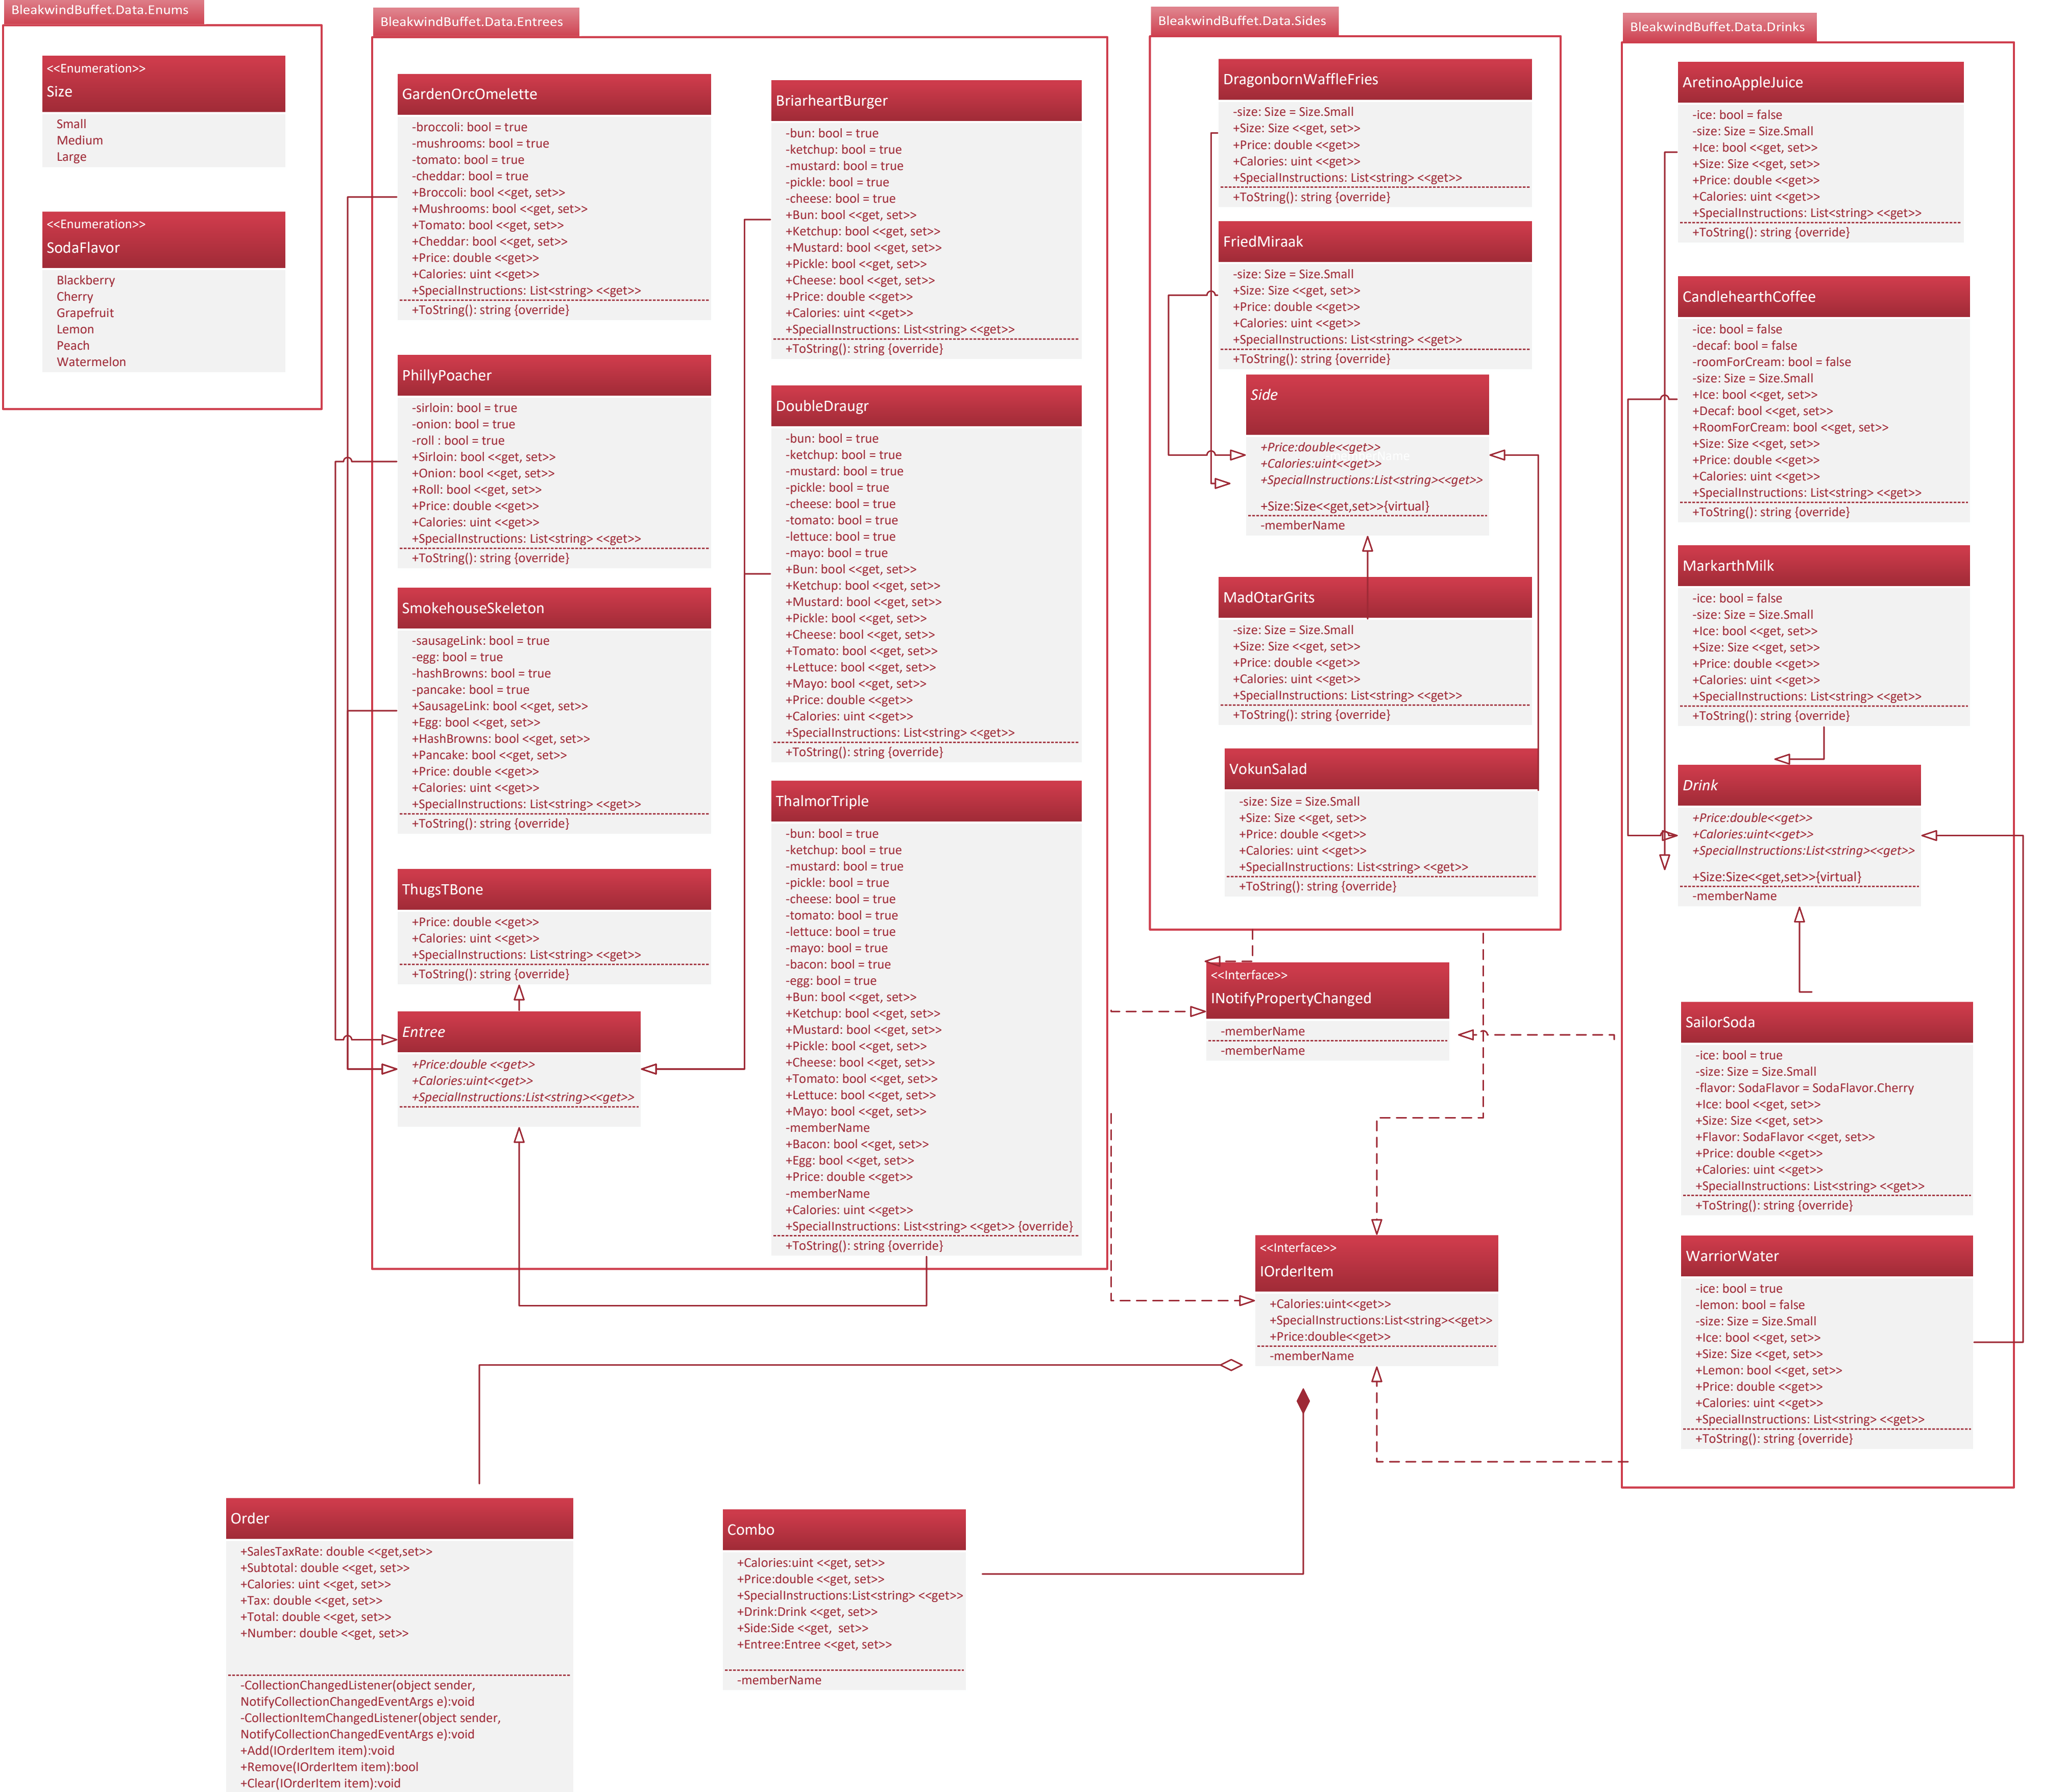 BleakwindBuffet.Data.Enums
<<Enumeration>>
Size
Small
Medium
Large
<<Enumeration>>
SodaFlavor
Blackberry
Cherry
Grapefruit
Lemon
Peach
Watermelon
BleakwindBuffet.Data.Entrees
GardenOrcOmelette
-broccoli: bool = true
-mushrooms: bool = true
-tomato: bool = true
-cheddar: bool = true
+Broccoli: bool <<get, set>>
+Mushrooms: bool <<get, set>>
+Tomato: bool <<get, set>>
+Cheddar: bool <<get, set>>
+Price: double <<get>>
+Calories: uint <<get>>
+SpecialInstructions: List<string> <<get>>
+ToString(): string {override}
PhillyPoacher
-sirloin: bool = true
-onion: bool = true
-roll : bool = true
+Sirloin: bool <<get, set>>
+Onion: bool <<get, set>>
+Roll: bool <<get, set>>
+Price: double <<get>>
+Calories: uint <<get>>
+SpecialInstructions: List<string> <<get>>
+ToString(): string {override}
SmokehouseSkeleton
-sausageLink: bool = true
-egg: bool = true
-hashBrowns: bool = true
-pancake: bool = true
+SausageLink: bool <<get, set>>
+Egg: bool <<get, set>>
+HashBrowns: bool <<get, set>>
+Pancake: bool <<get, set>>
+Price: double <<get>>
+Calories: uint <<get>>
+SpecialInstructions: List<string> <<get>>
+ToString(): string {override}
ThugsTBone
+Price: double <<get>>
+Calories: uint <<get>>
+SpecialInstructions: List<string> <<get>>
+ToString(): string {override}
Entree
+Price:double <<get>>
+Calories:uint<<get>>
+SpecialInstructions:List<string><<get>>
BriarheartBurger
-bun: bool = true
-ketchup: bool = true
-mustard: bool = true
-pickle: bool = true
-cheese: bool = true
+Bun: bool <<get, set>>
+Ketchup: bool <<get, set>>
+Mustard: bool <<get, set>>
+Pickle: bool <<get, set>>
+Cheese: bool <<get, set>>
+Price: double <<get>>
+Calories: uint <<get>>
+SpecialInstructions: List<string> <<get>>
+ToString(): string {override}
DoubleDraugr
-bun: bool = true
-ketchup: bool = true
-mustard: bool = true
-pickle: bool = true
-cheese: bool = true
-tomato: bool = true
-lettuce: bool = true
-mayo: bool = true
+Bun: bool <<get, set>>
+Ketchup: bool <<get, set>>
+Mustard: bool <<get, set>>
+Pickle: bool <<get, set>>
+Cheese: bool <<get, set>>
+Tomato: bool <<get, set>>
+Lettuce: bool <<get, set>>
+Mayo: bool <<get, set>>
+Price: double <<get>>
+Calories: uint <<get>>
+SpecialInstructions: List<string> <<get>>
+ToString(): string {override}
ThalmorTriple
-bun: bool = true
-ketchup: bool = true
-mustard: bool = true
-pickle: bool = true
-cheese: bool = true
-tomato: bool = true
-lettuce: bool = true
-mayo: bool = true
-bacon: bool = true
-egg: bool = true
+Bun: bool <<get, set>>
+Ketchup: bool <<get, set>>
+Mustard: bool <<get, set>>
+Pickle: bool <<get, set>>
+Cheese: bool <<get, set>>
+Tomato: bool <<get, set>>
+Lettuce: bool <<get, set>>
+Mayo: bool <<get, set>>
-memberName
+Bacon: bool <<get, set>>
+Egg: bool <<get, set>>
+Price: double <<get>>
-memberName
+Calories: uint <<get>>
+SpecialInstructions: List<string> <<get>> {override}
+ToString(): string {override}
BleakwindBuffet.Data.Sides
DragonbornWaffleFries
-size: Size = Size.Small
+Size: Size <<get, set>>
+Price: double <<get>>
+Calories: uint <<get>>
+SpecialInstructions: List<string> <<get>>
+ToString(): string {override}
FriedMiraak
-size: Size = Size.Small
+Size: Size <<get, set>>
+Price: double <<get>>
+Calories: uint <<get>>
+SpecialInstructions: List<string> <<get>>
+ToString(): string {override}
Side
+Price:double<<get>>
+Calories:uint<<get>>
+SpecialInstructions:List<string><<get>>
+Size:Size<<get,set>>{virtual}
-memberName
MadOtarGrits
-size: Size = Size.Small
+Size: Size <<get, set>>
+Price: double <<get>>
+Calories: uint <<get>>
+SpecialInstructions: List<string> <<get>>
+ToString(): string {override}
VokunSalad
-size: Size = Size.Small
+Size: Size <<get, set>>
+Price: double <<get>>
+Calories: uint <<get>>
+SpecialInstructions: List<string> <<get>>
+ToString(): string {override}
<<Interface>>
INotifyPropertyChanged
-memberName
-memberName
<<Interface>>
IOrderItem
+Calories:uint<<get>>
+SpecialInstructions:List<string><<get>>
+Price:double<<get>>
-memberName
BleakwindBuffet.Data.Drinks
AretinoAppleJuice
-ice: bool = false
-size: Size = Size.Small
+Ice: bool <<get, set>>
+Size: Size <<get, set>>
+Price: double <<get>>
+Calories: uint <<get>>
+SpecialInstructions: List<string> <<get>>
+ToString(): string {override}
CandlehearthCoffee
-ice: bool = false
-decaf: bool = false
-roomForCream: bool = false
-size: Size = Size.Small
+Ice: bool <<get, set>>
+Decaf: bool <<get, set>>
+RoomForCream: bool <<get, set>>
+Size: Size <<get, set>>
+Price: double <<get>>
+Calories: uint <<get>>
+SpecialInstructions: List<string> <<get>>
+ToString(): string {override}
MarkarthMilk
-ice: bool = false
-size: Size = Size.Small
+Ice: bool <<get, set>>
+Size: Size <<get, set>>
+Price: double <<get>>
+Calories: uint <<get>>
+SpecialInstructions: List<string> <<get>>
+ToString(): string {override}
Drink
+Price:double<<get>>
+Calories:uint<<get>>
+SpecialInstructions:List<string><<get>>
+Size:Size<<get,set>>{virtual}
-memberName
SailorSoda
-ice: bool = true
-size: Size = Size.Small
-flavor: SodaFlavor = SodaFlavor.Cherry
+Ice: bool <<get, set>>
+Size: Size <<get, set>>
+Flavor: SodaFlavor <<get, set>>
+Price: double <<get>>
+Calories: uint <<get>>
+SpecialInstructions: List<string> <<get>>
+ToString(): string {override}
WarriorWater
-ice: bool = true
-lemon: bool = false
-size: Size = Size.Small
+Ice: bool <<get, set>>
+Size: Size <<get, set>>
+Lemon: bool <<get, set>>
+Price: double <<get>>
+Calories: uint <<get>>
+SpecialInstructions: List<string> <<get>>
+ToString(): string {override}
Order
+SalesTaxRate: double <<get,set>>
+Subtotal: double <<get, set>>
+Calories: uint <<get, set>>
+Tax: double <<get, set>>
+Total: double <<get, set>>
+Number: double <<get, set>>
-CollectionChangedListener(object sender,
NotifyCollectionChangedEventArgs e):void
-CollectionItemChangedListener(object sender,
NotifyCollectionChangedEventArgs e):void
+Add(IOrderItem item):void
+Remove(IOrderItem item):bool
+Clear(IOrderItem item):void
Combo
+Calories:uint <<get, set>>
+Price:double <<get, set>>
+SpecialInstructions:List<string> <<get>>
+Drink:Drink <<get, set>>
+Side:Side <<get,  set>>
+Entree:Entree <<get, set>>
-memberName